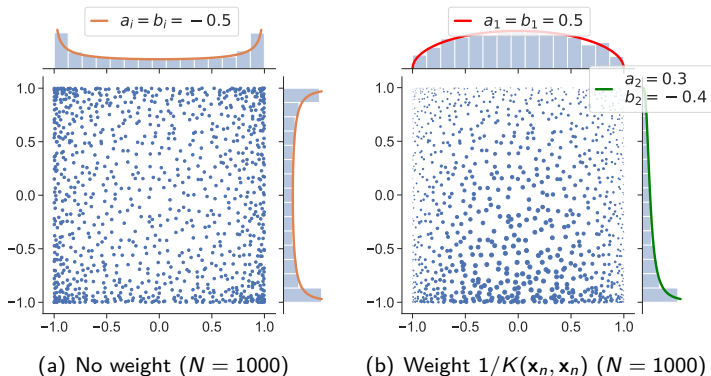 a_i = b_i = −0.5
1.0
0.5
0.0
−0.5
−1.0
−1.0 −0.5 0.0 0.5 1.0
(a) No weight (N = 1000)
a_1 = b_1 = 0.5
a_2 = 0.3
b_2 = −0.4
1.0
0.5
0.0
−0.5
−1.0
−1.0 −0.5 0.0 0.5 1.0
(b) Weight 1/K(x_n, x_n) (N = 1000)